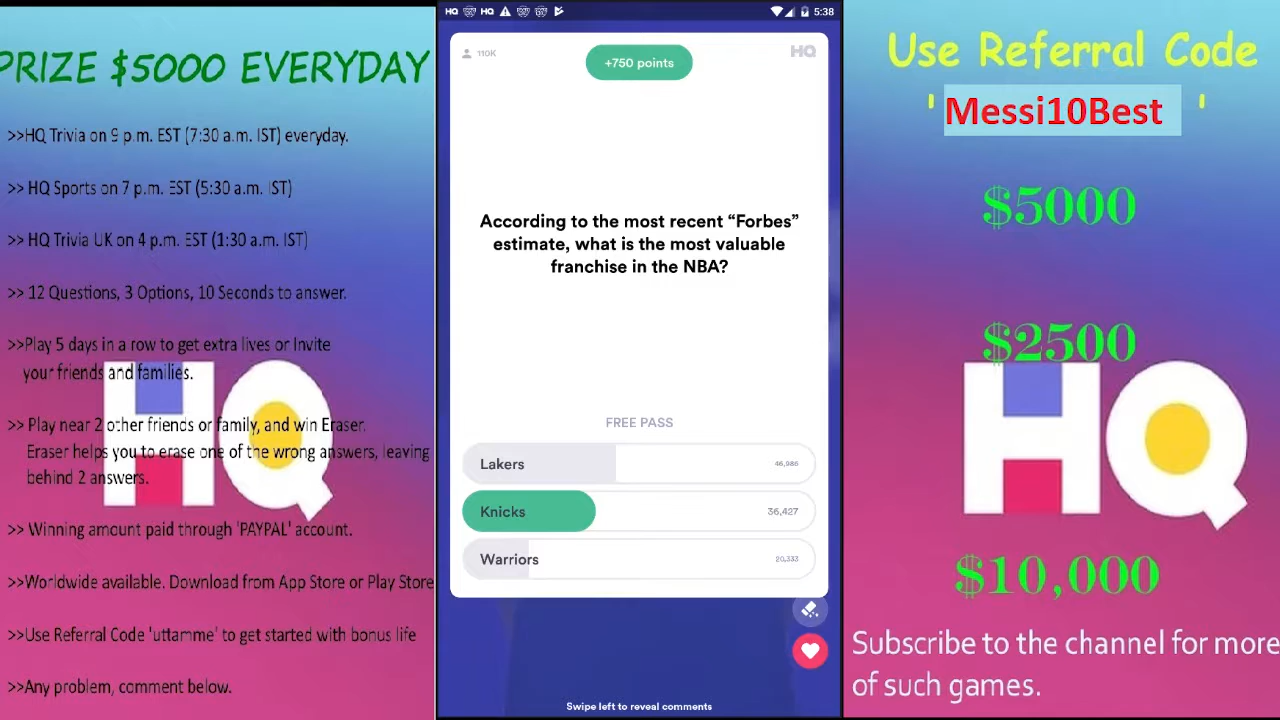 PRIZE $5000 EVERYDAY
>>HQ Trivia on 9 p.m. EST (7:30 a.m. IST) everyday.
>> HQ Sports on 7 p.m. EST (5:30 a.m. IST)
>> HQ Trivia UK on 4 p.m. EST (1:30 a.m. IST)
>> 12 Questions, 3 Options, 10 Seconds to answer.
>>Play 5 days in a row to get extra lives or Invite
your friends and families.
>> Play near 2 other friends or family, and win Eraser.
Eraser helps you to erase one of the wrong answers, leaving
behind 2 answers.
>> Winning amount paid through 'PAYPAL' account.
>>Worldwide available. Download from App Store or Play Store
>>Use Referral Code 'uttamme' to get started with bonus life
>>Any problem, comment below.
HQ
HQ HQ 5:38
110K
+750 points
HQ
According to the most recent “Forbes”
estimate, what is the most valuable
franchise in the NBA?
FREE PASS
Lakers 46,986
Knicks 36,427
Warriors 20,333
Swipe left to reveal comments
Use Referral Code
' Messi10Best '
$5000
$2500
HQ
$10,000
Subscribe to the channel for more
of such games.